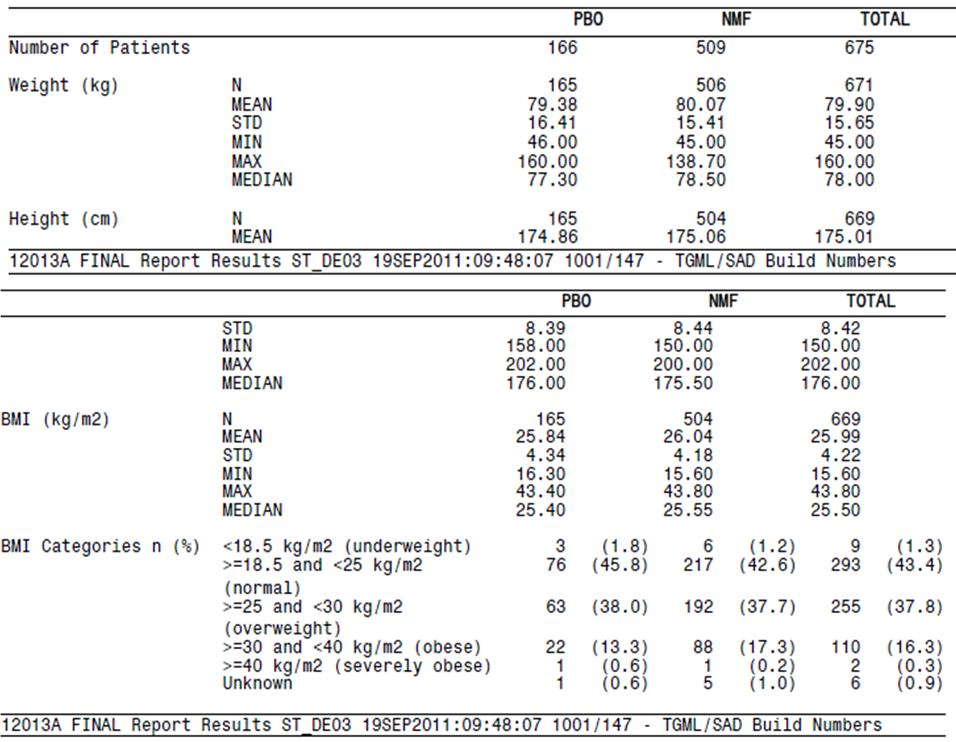 PBO NMF TOTAL
Number of Patients 166 509 675
Weight (kg) N 165 506 671
MEAN 79.38 80.07 79.90
STD 16.41 15.41 15.65
MIN 46.00 45.00 45.00
MAX 160.00 138.70 160.00
MEDIAN 77.30 78.50 78.00
Height (cm) N 165 504 669
MEAN 174.86 175.06 175.01
12013A FINAL Report Results ST_DE03 19SEP2011:09:48:07 1001/147 - TGML/SAD Build Numbers
PBO NMF TOTAL
STD 8.39 8.44 8.42
MIN 158.00 150.00 150.00
MAX 202.00 200.00 202.00
MEDIAN 176.00 175.50 176.00
BMI (kg/m2) N 165 504 669
MEAN 25.84 26.04 25.99
STD 4.34 4.18 4.22
MIN 16.30 15.60 15.60
MAX 43.40 43.80 43.80
MEDIAN 25.40 25.55 25.50
BMI Categories n (%) <18.5 kg/m2 (underweight) 3 (1.8) 6 (1.2) 9 (1.3)
>=18.5 and <25 kg/m2 76 (45.8) 217 (42.6) 293 (43.4)
(normal)
>=25 and <30 kg/m2 63 (38.0) 192 (37.7) 255 (37.8)
(overweight)
>=30 and <40 kg/m2 (obese) 22 (13.3) 88 (17.3) 110 (16.3)
>=40 kg/m2 (severely obese) 1 (0.6) 1 (0.2) 2 (0.3)
Unknown 1 (0.6) 5 (1.0) 6 (0.9)
12013A FINAL Report Results ST_DE03 19SEP2011:09:48:07 1001/147 - TGML/SAD Build Numbers